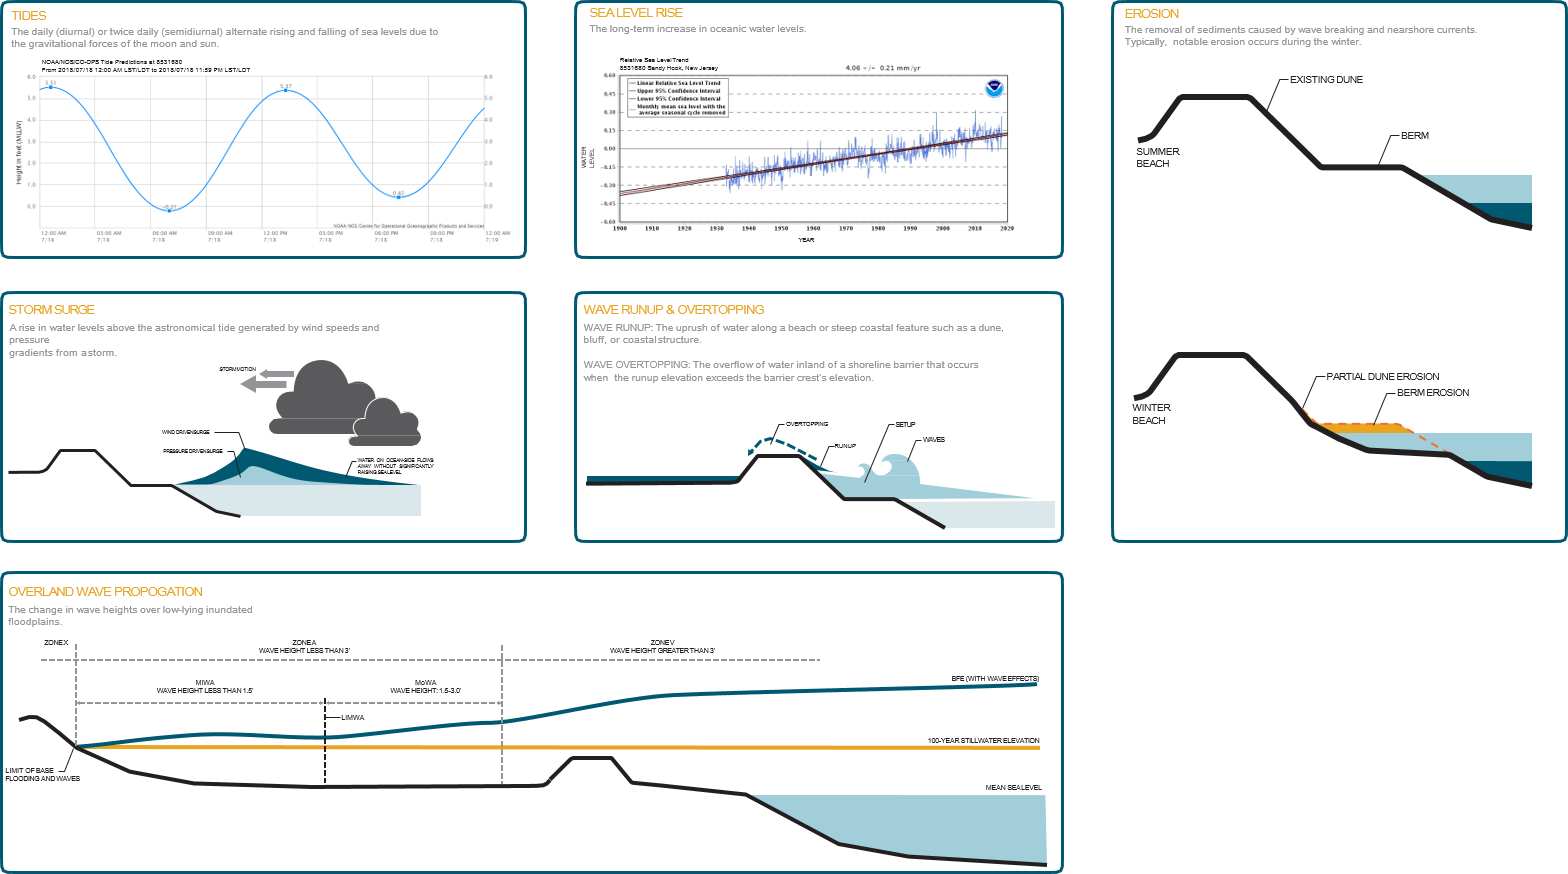 TIDES
The daily (diurnal) or twice daily (semidiurnal) alternate rising and falling of sea levels due to
the gravitational forces of the moon and sun.
NOAA/NOS/CO-OPS Tide Predictions at 8531680
From 2018/07/18 12:00 AM LST/LDT to 2018/07/18 11:59 PM LST/LDT
Height in feet (MLLW)
6.0
5.0
4.0
3.0
2.0
1.0
0.0
6.0
5.0
4.0
3.0
2.0
1.0
0.0
5.51
-0.21
5.37
0.42
NOAA/NOS/Center for Operational Oceanographic Products and Services
12:00 AM 03:00 AM 06:00 AM 09:00 AM 12:00 PM 03:00 PM 06:00 PM 09:00 PM 12:00 AM
7/18 7/18 7/18 7/18 7/18 7/18 7/18 7/18 7/19
SEA LEVEL RISE
The long-term increase in oceanic water levels.
Relative Sea Level Trend
8531680 Sandy Hook, New Jersey
4.06 +/- 0.21 mm/yr
Linear Relative Sea Level Trend
Upper 95% Confidence Interval
Lower 95% Confidence Interval
Monthly mean sea level with the
average seasonal cycle removed
WATER
LEVEL
0.60
0.45
0.30
0.15
0.00
-0.15
-0.30
-0.45
-0.60
1900 1910 1920 1930 1940 1950 1960 1970 1980 1990 2000 2010 2020
YEAR
EROSION
The removal of sediments caused by wave breaking and nearshore currents.
Typically, notable erosion occurs during the winter.
EXISTING DUNE
BERM
SUMMER
BEACH
PARTIAL DUNE EROSION
BERM EROSION
WINTER
BEACH
STORM SURGE
A rise in water levels above the astronomical tide generated by wind speeds and
pressure
gradients from a storm.
STORM MOTION
WIND DRIVEN SURGE
PRESSURE DRIVEN SURGE
WATER ON OCEAN-SIDE FLOWS
AWAY WITHOUT SIGNIFICANTLY
RAISING SEA LEVEL
WAVE RUNUP & OVERTOPPING
WAVE RUNUP: The uprush of water along a beach or steep coastal feature such as a dune,
bluff, or coastal structure.
WAVE OVERTOPPING: The overflow of water inland of a shoreline barrier that occurs
when the runup elevation exceeds the barrier crest's elevation.
OVERTOPPING
RUNUP
SETUP
WAVES
OVERLAND WAVE PROPOGATION
The change in wave heights over low-lying inundated
floodplains.
ZONE X
ZONE A
WAVE HEIGHT LESS THAN 3'
ZONE V
WAVE HEIGHT GREATER THAN 3'
MIWA
WAVE HEIGHT LESS THAN 1.5'
MoWA
WAVE HEIGHT: 1.5-3.0'
BFE (WITH WAVE EFFECTS)
LIMWA
100-YEAR STILLWATER ELEVATION
LIMIT OF BASE
FLOODING AND WAVES
MEAN SEA LEVEL